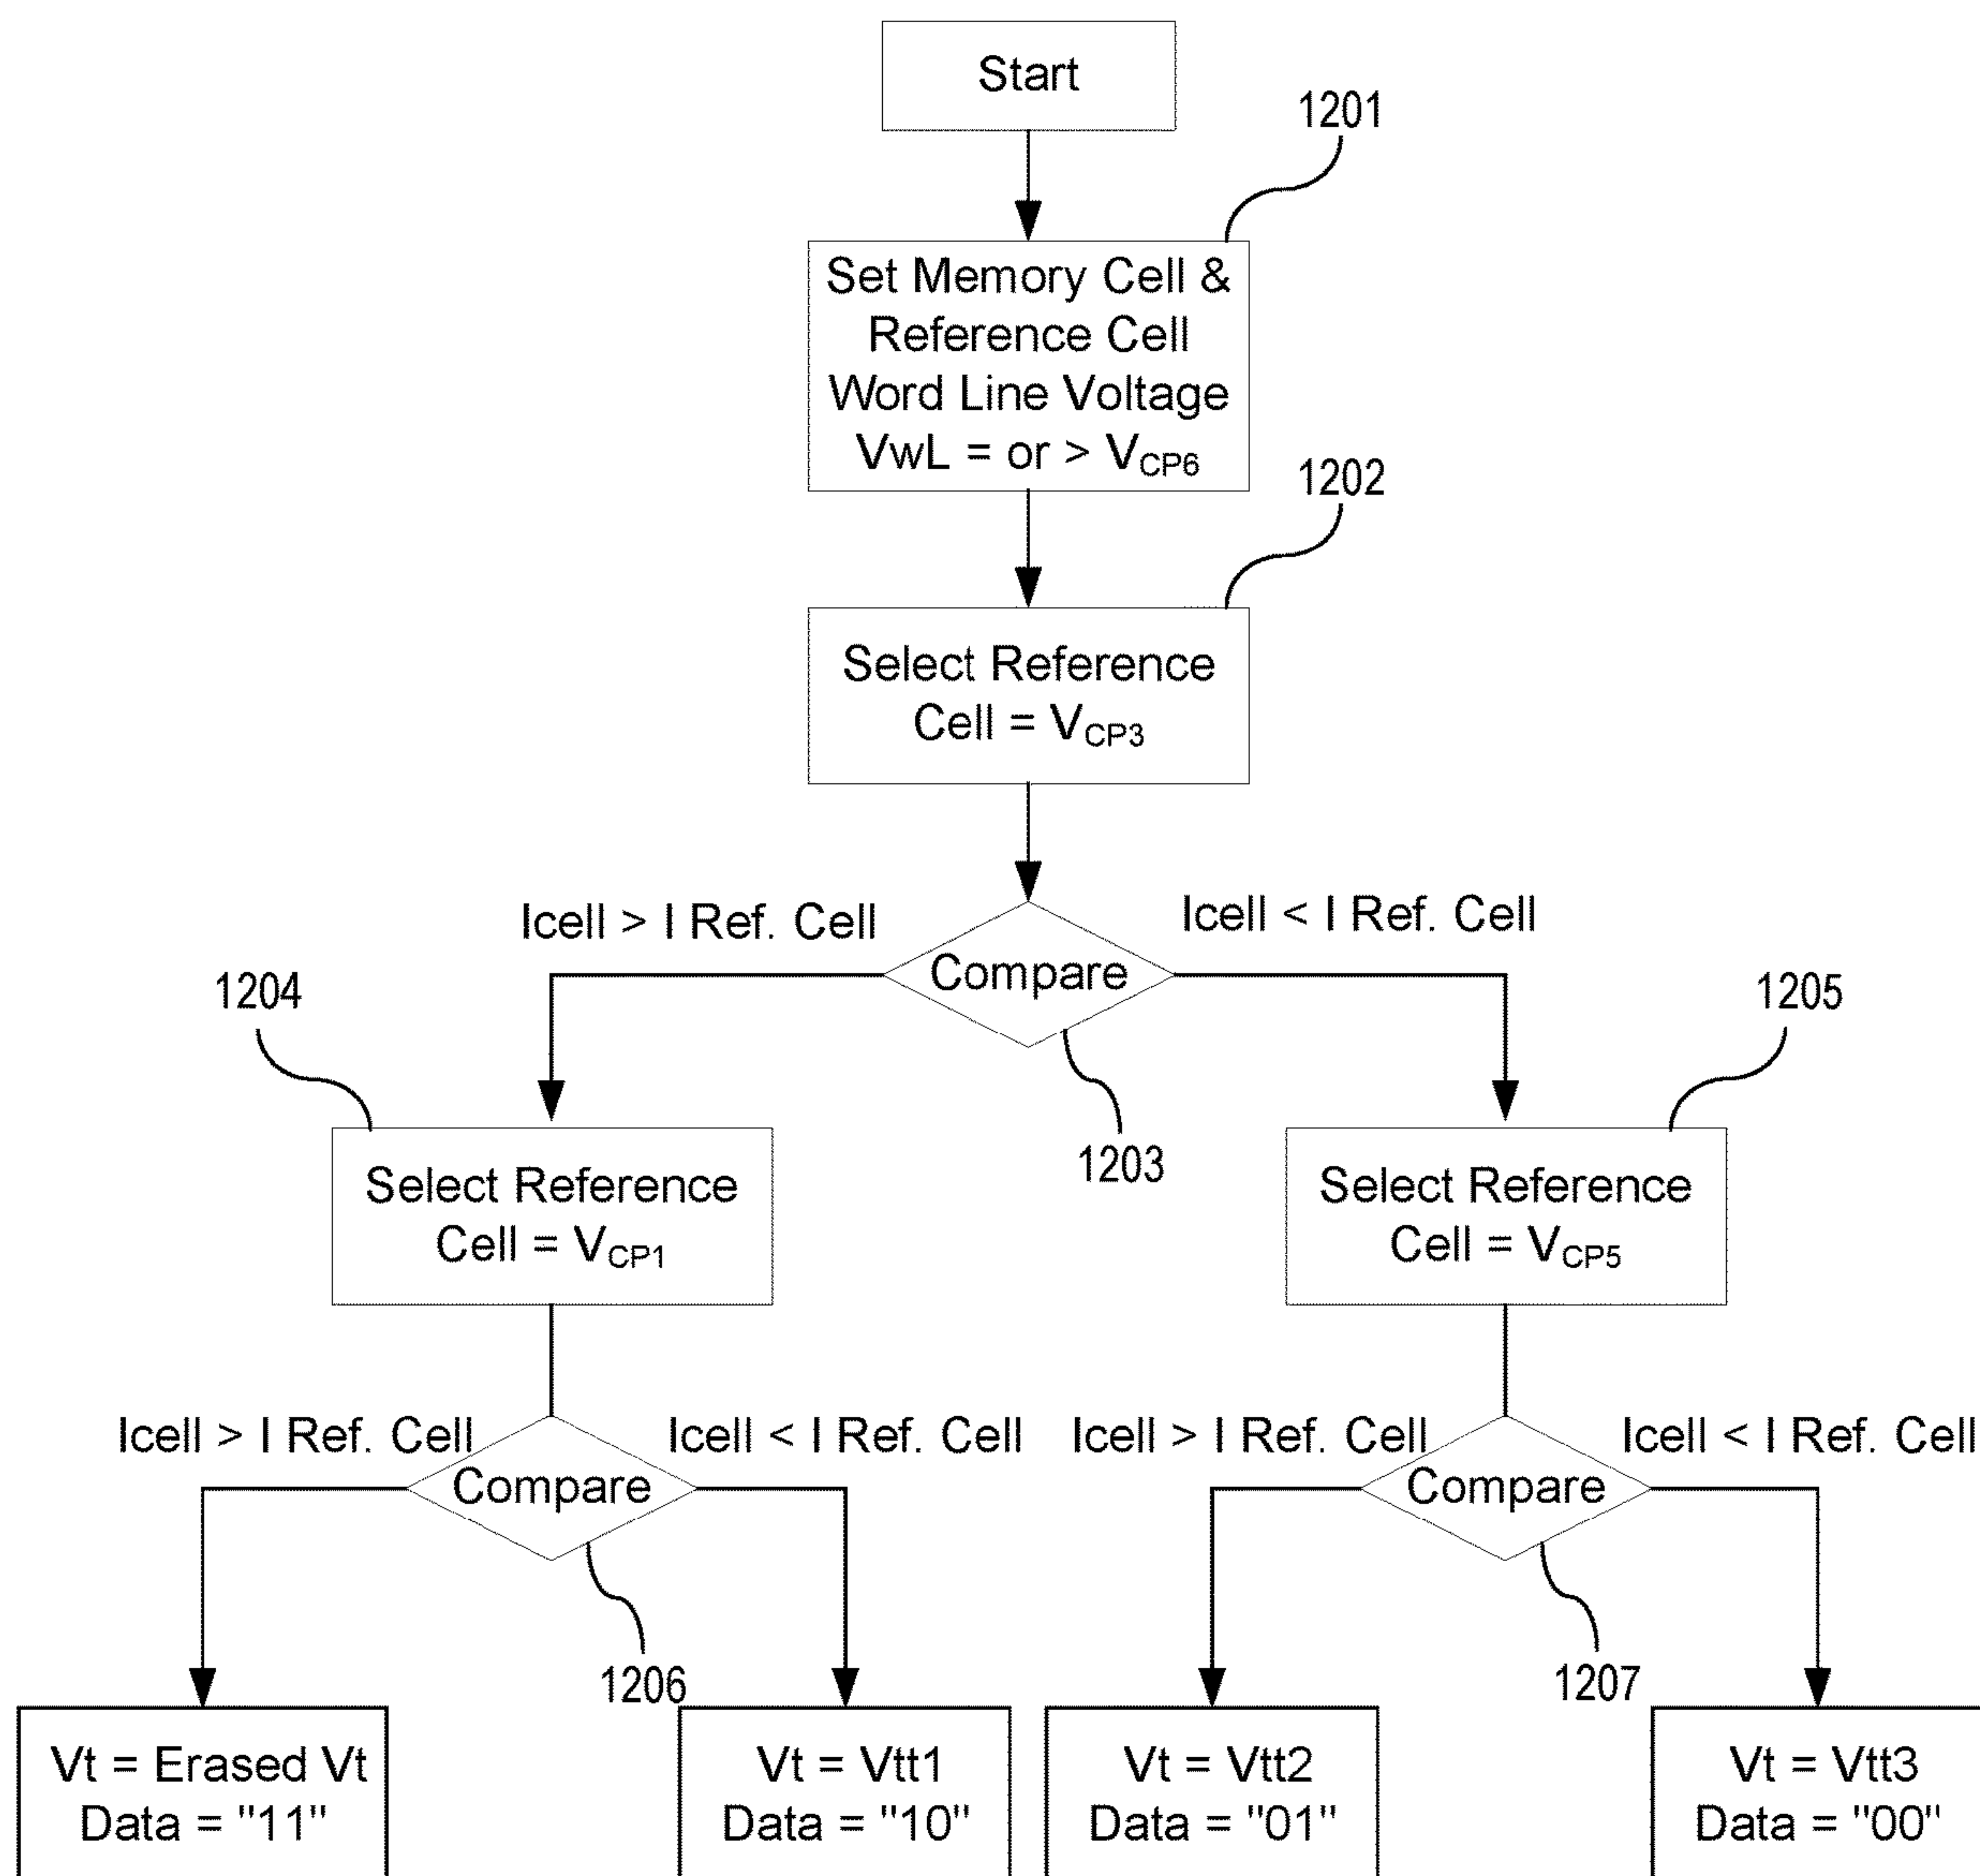 Start
1201
Set Memory Cell &
Reference Cell
Word Line Voltage
VwL = or > VCP6
1202
Select Reference
Cell = VCP3
Icell > I Ref. Cell
Icell < I Ref. Cell
Compare
1203
1204
1205
Select Reference
Cell = VCP1
Select Reference
Cell = VCP5
Icell > I Ref. Cell
Icell < I Ref. Cell
Compare
1206
Icell > I Ref. Cell
Icell < I Ref. Cell
Compare
1207
Vt = Erased Vt
Data = "11"
Vt = Vtt1
Data = "10"
Vt = Vtt2
Data = "01"
Vt = Vtt3
Data = "00"